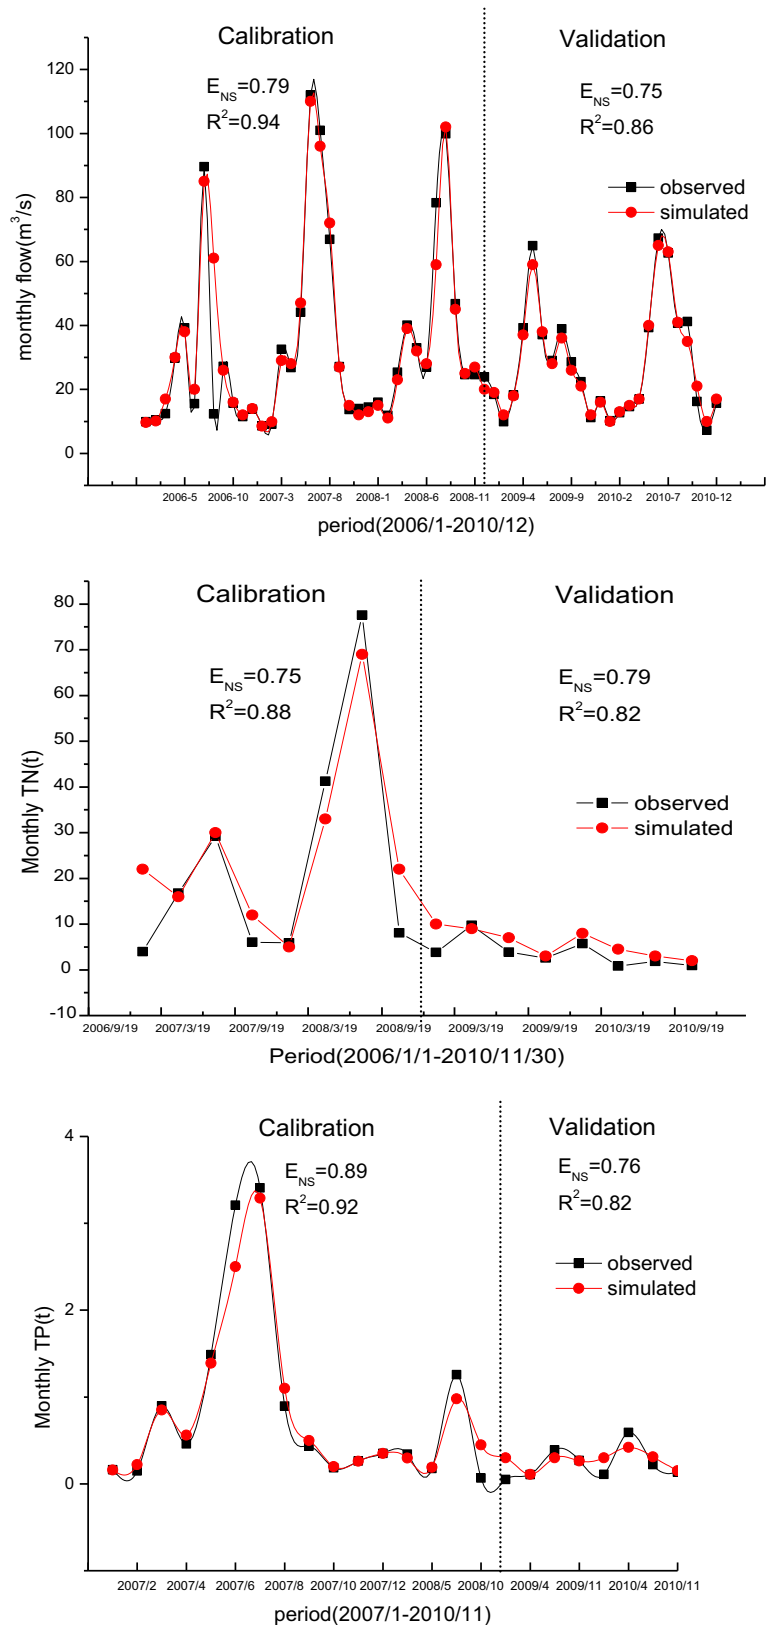 Calibration
Validation
E_NS=0.79
R²=0.94
E_NS=0.75
R²=0.86
observed
simulated
monthly flow(m³/s)
120
100
80
60
40
20
0
2006-5 2006-10 2007-3 2007-8 2008-1 2008-6 2008-11 2009-4 2009-9 2010-2 2010-7 2010-12
period(2006/1-2010/12)
Calibration
Validation
E_NS=0.75
R²=0.88
E_NS=0.79
R²=0.82
observed
simulated
Monthly TN(t)
80
70
60
50
40
30
20
10
0
-10
2006/9/19 2007/3/19 2007/9/19 2008/3/19 2008/9/19 2009/3/19 2009/9/19 2010/3/19 2010/9/19
Period(2006/1/1-2010/11/30)
Calibration
Validation
E_NS=0.89
R²=0.92
E_NS=0.76
R²=0.82
observed
simulated
Monthly TP(t)
4
2
0
2007/2 2007/4 2007/6 2007/8 2007/10 2007/12 2008/5 2008/10 2009/4 2009/11 2010/4 2010/11
period(2007/1-2010/11)